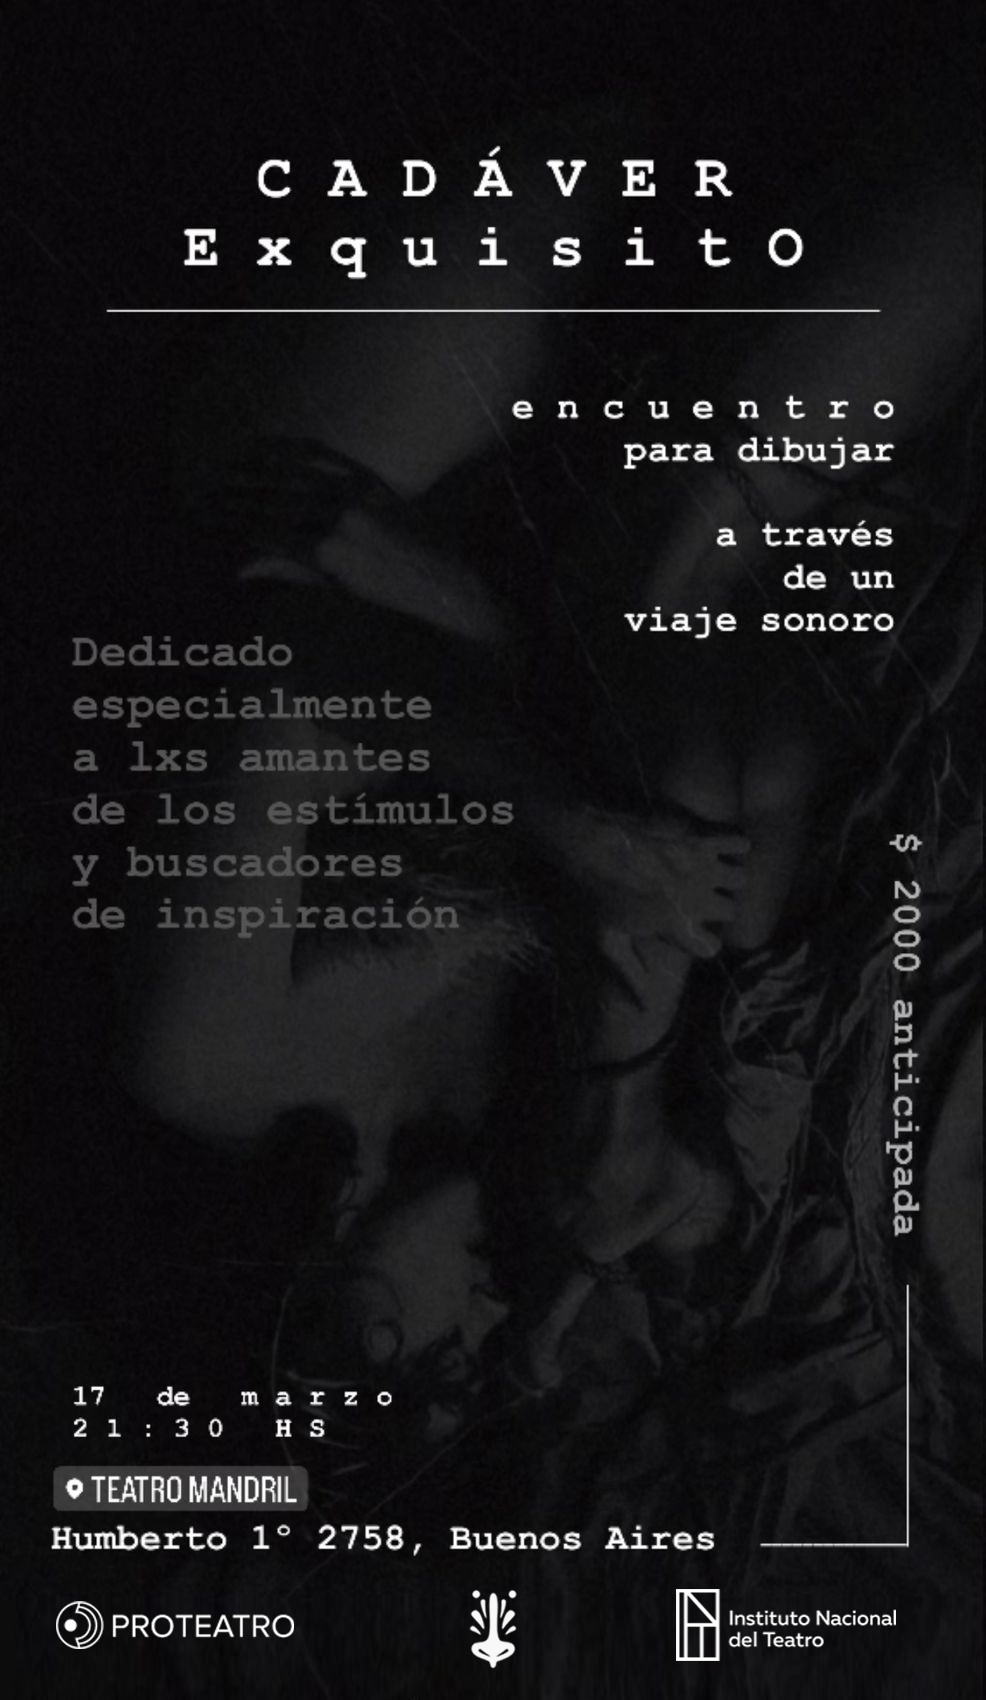 CADÁVER
ExquisitO
encuentro
para dibujar
a través
de un
viaje sonoro
Dedicado
especialmente
a lxs amantes
de los estímulos
y buscadores
de inspiración
$ 2000 anticipada
17 de marzo
21:30 HS
TEATRO MANDRIL
Humberto 1° 2758, Buenos Aires
PROTEATRO
Instituto Nacional
del Teatro